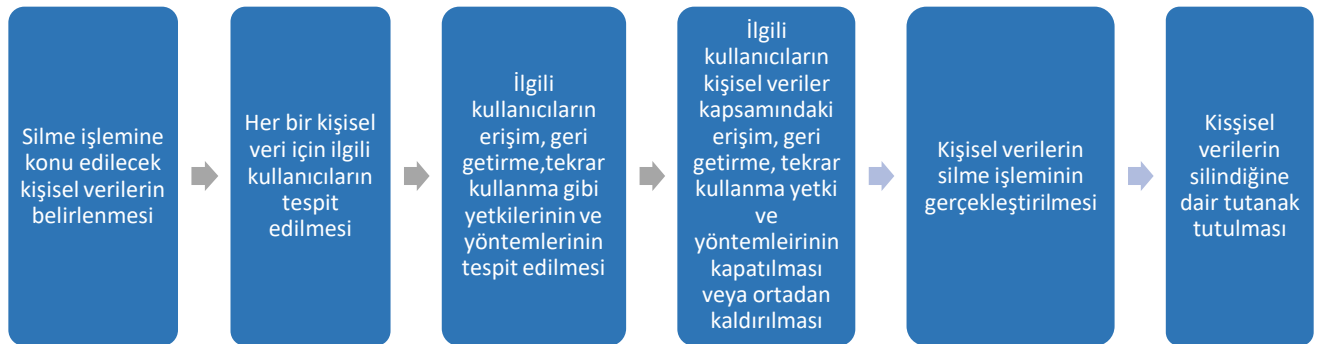 Silme işlemine
konu edilecek
kişisel verilerin
belirlenmesi
Her bir kişisel
veri için ilgili
kullanıcıların
tespit
edilmesi
İlgili
kullanıcıların
erişim, geri
getirme,tekrar
kullanma gibi
yetkilerinin ve
yöntemlerinin
tespit edilmesi
İlgili
kullanıcıların
kişisel veriler
kapsamındaki
erişim, geri
getirme, tekrar
kullanma yetki
ve
yöntemleirinin
kapatılması
veya ortadan
kaldırılması
Kişisel verilerin
silme işleminin
gerçekleştirilmesi
Kisşisel
verilerin
silindiğine
dair tutanak
tutulması